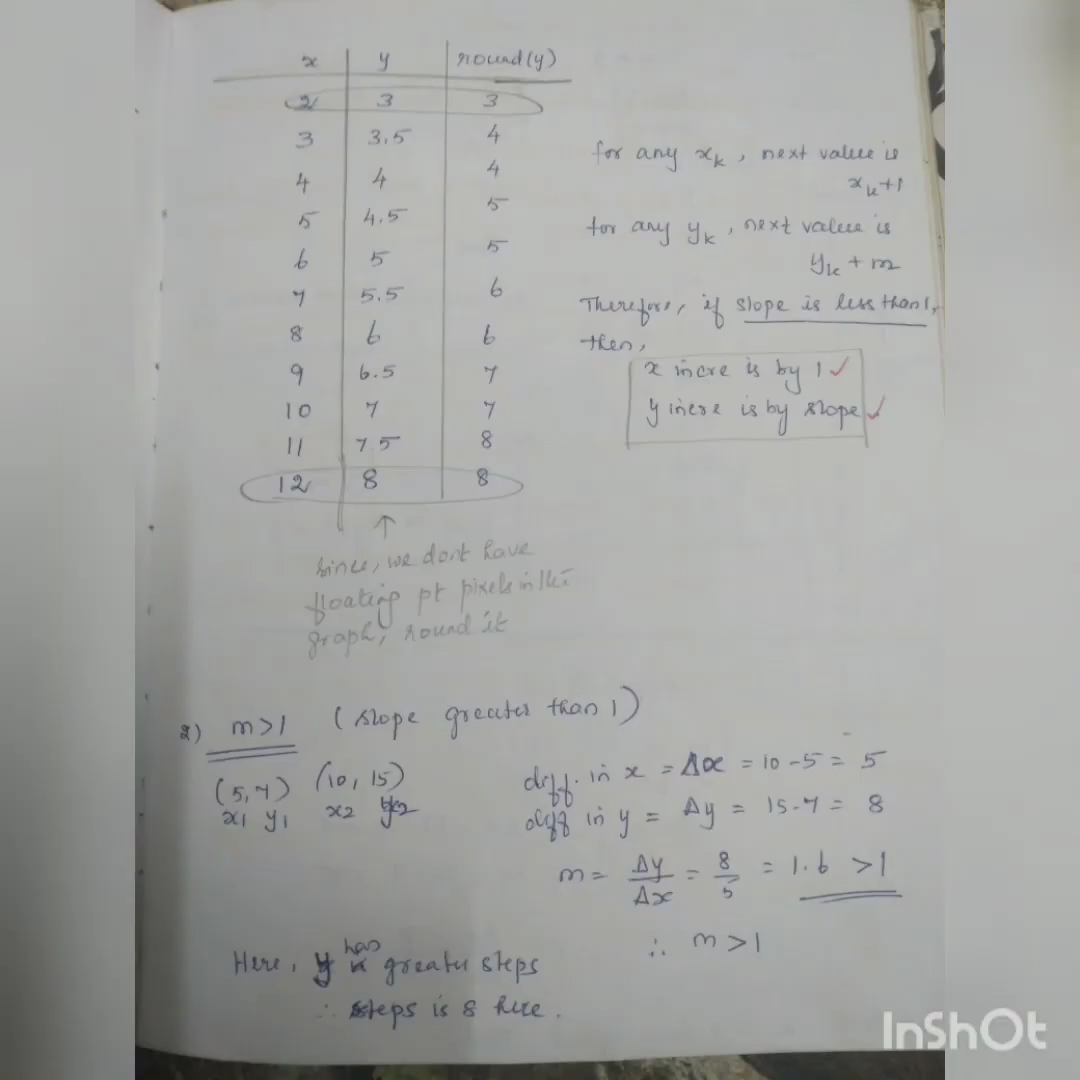 x y round(y)
2 3 3
3 3.5 4
4 4 4
5 4.5 5
6 5 5
7 5.5 6
8 6 6
9 6.5 7
10 7 7
11 7.5 8
12 8 8
for any xk, next value is
xk+1
for any yk, next value is
yk + m
Therefore, if slope is less than 1,
then,
x incre is by 1 ✓
y incre is by slope ✓
↑
since, we dont have
floating pt pixels in the
graph, round it
2) m>1 (slope greater than 1)
(5,7) (10, 15)
x1 y1 x2 y2
diff. in x = Δx = 10-5 = 5
diff in y = Δy = 15-7 = 8
m = Δy/Δx = 8/5 = 1.6 >1
∴ m >1
Here, y has greater steps
∴ steps is 8 here.
InShOt